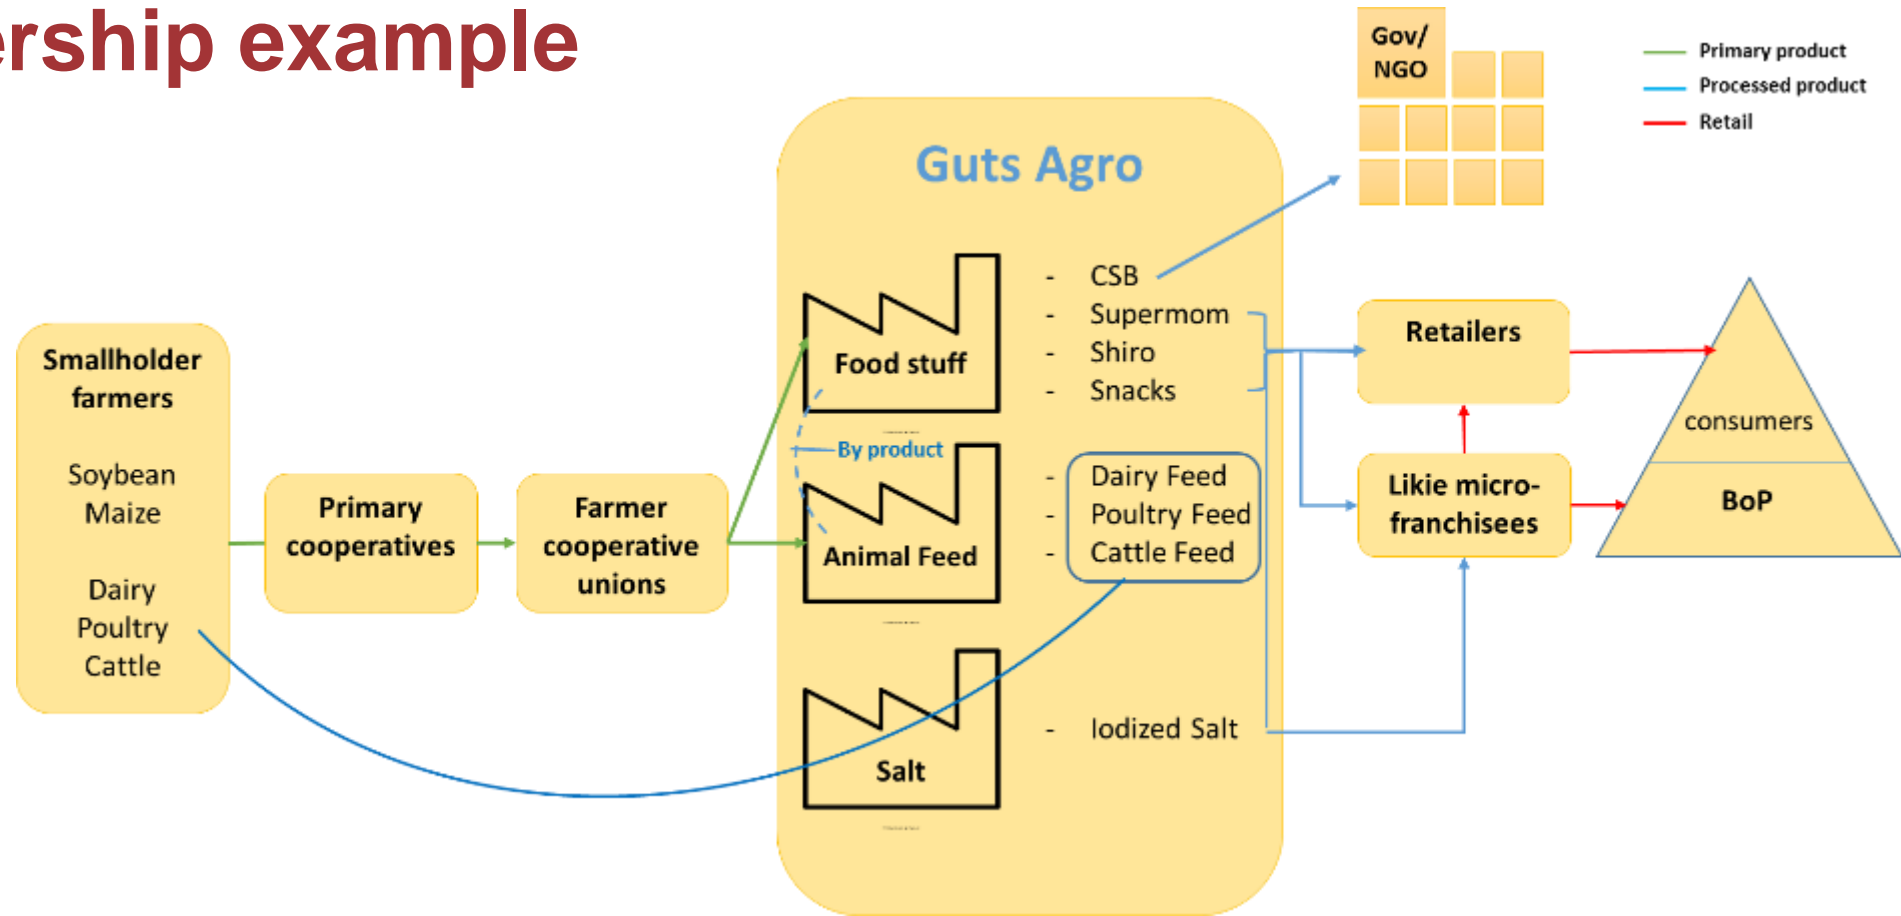 ership example
Gov/
NGO
Primary product
Processed product
Retail
Guts Agro
Smallholder
farmers
Soybean
Maize
Dairy
Poultry
Cattle
Primary
cooperatives
Farmer
cooperative
unions
Food stuff
- CSB
- Supermom
- Shiro
- Snacks
By product
Animal Feed
- Dairy Feed
- Poultry Feed
- Cattle Feed
Salt
- Iodized Salt
Retailers
Likie micro-
franchisees
consumers
BoP